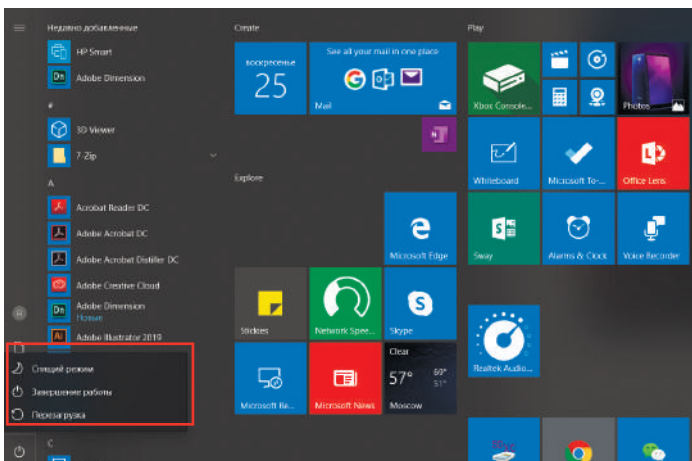 Недавно добавленные
HP Smart
Adobe Dimension
#
3D Viewer
7-Zip
A
Acrobat Reader DC
Adobe Acrobat DC
Adobe Acrobat Distiller DC
Adobe Creative Cloud
Adobe Dimension
Новые
Adobe Illustrator 2019
Спящий режим
Завершение работы
Перезагрузка
C
Create
воскресенье
25
See all your mail in one place
Mail
Explore
Microsoft Edge
Stickies
Network Spee...
Skype
Microsoft Re...
Microsoft News
Clear
57° 60°
51°
Moscow
Play
Xbox Console...
Photos
Whiteboard
Microsoft To-...
Office Lens
Sway
Alarms & Clock
Voice Recorder
Realtek Audio...